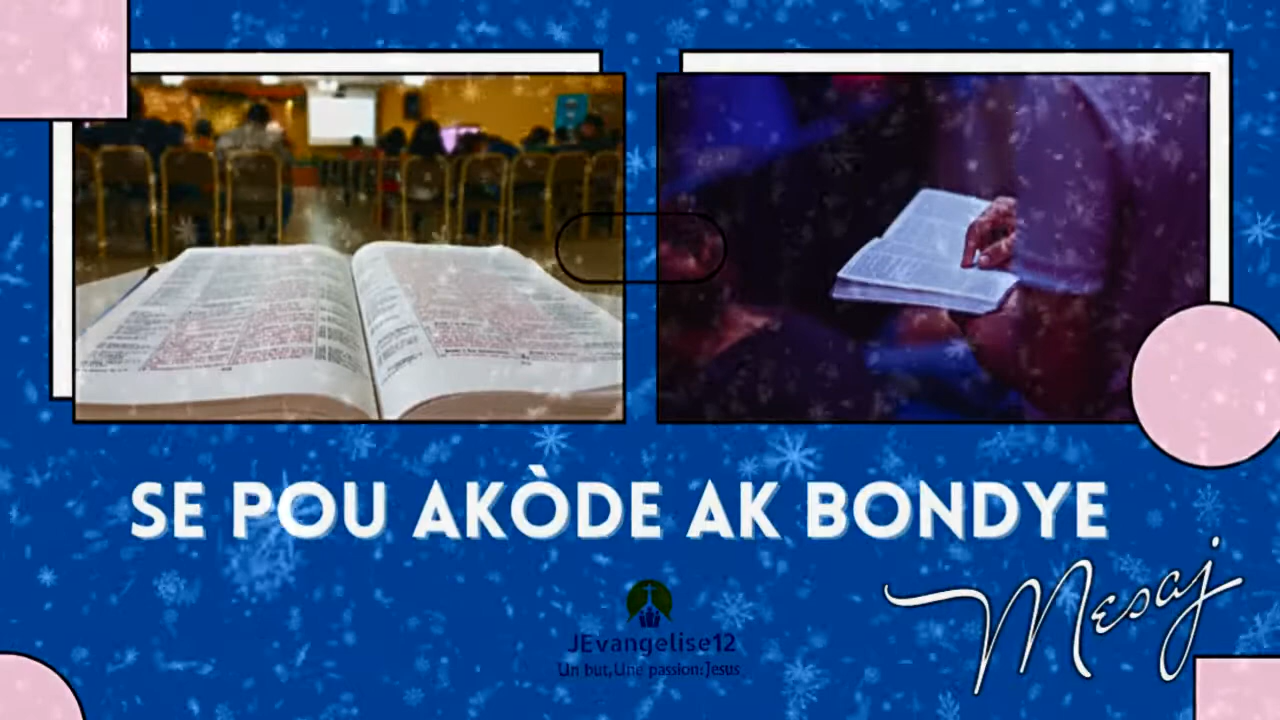 SE POU AKÒDE AK BONDYE
Mesaj
JEvangelise12
Un but,Une passion:Jesus